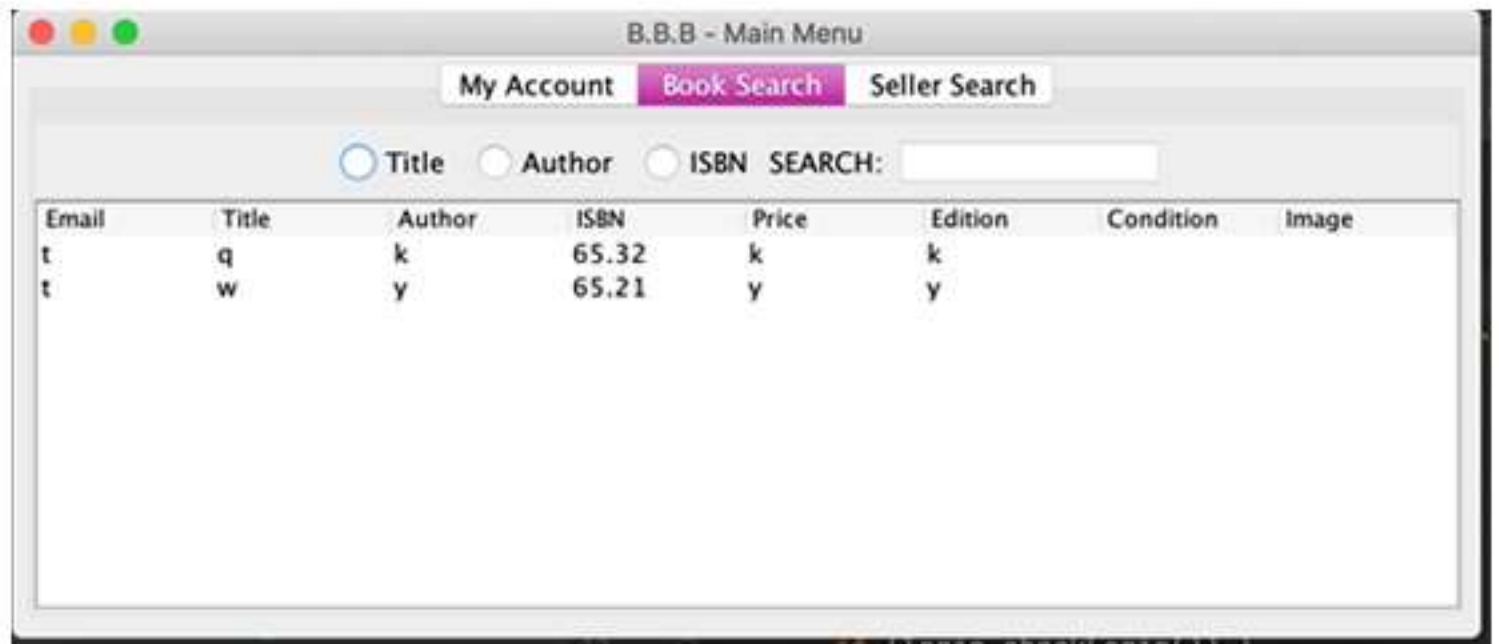 B.B.B - Main Menu
My Account Book Search Seller Search
Title Author ISBN SEARCH:
Email Title Author ISBN Price Edition Condition Image
t q k 65.32 k k
t w y 65.21 y y